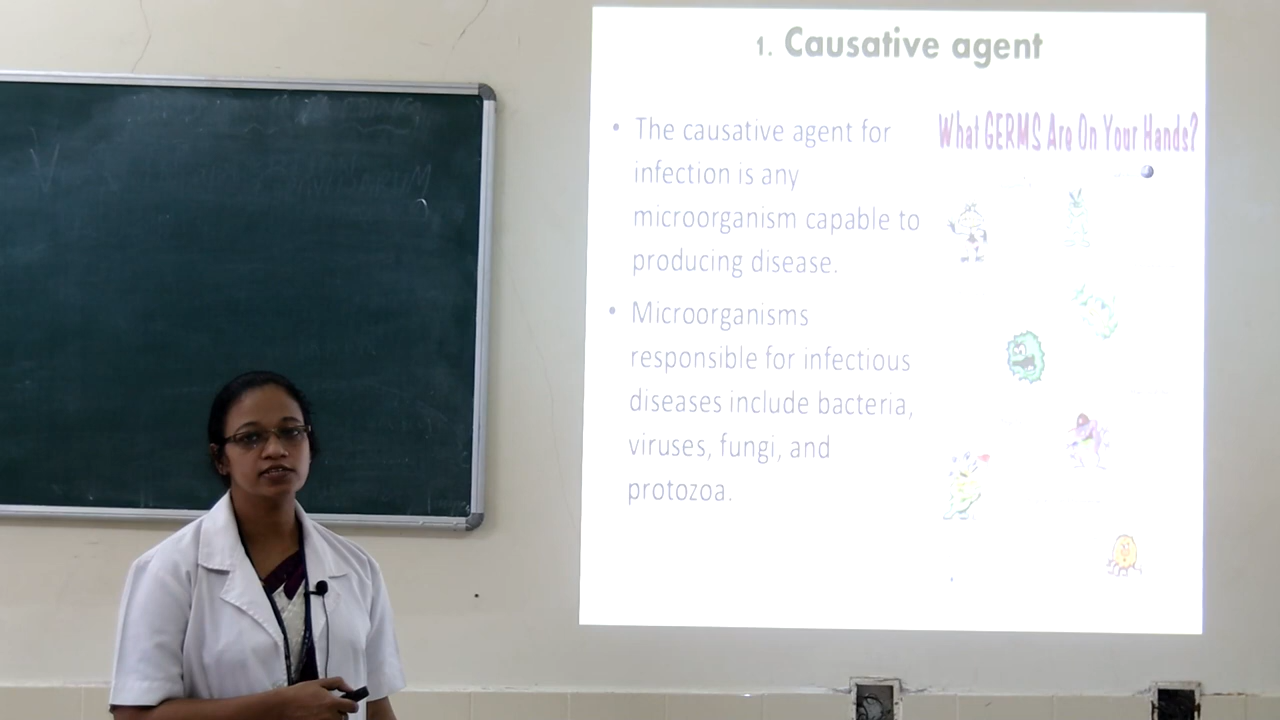 1. Causative agent
• The causative agent for
infection is any
microorganism capable to
producing disease.
• Microorganisms
responsible for infectious
diseases include bacteria,
viruses, fungi, and
protozoa.
What GERMS Are On Your Hands?